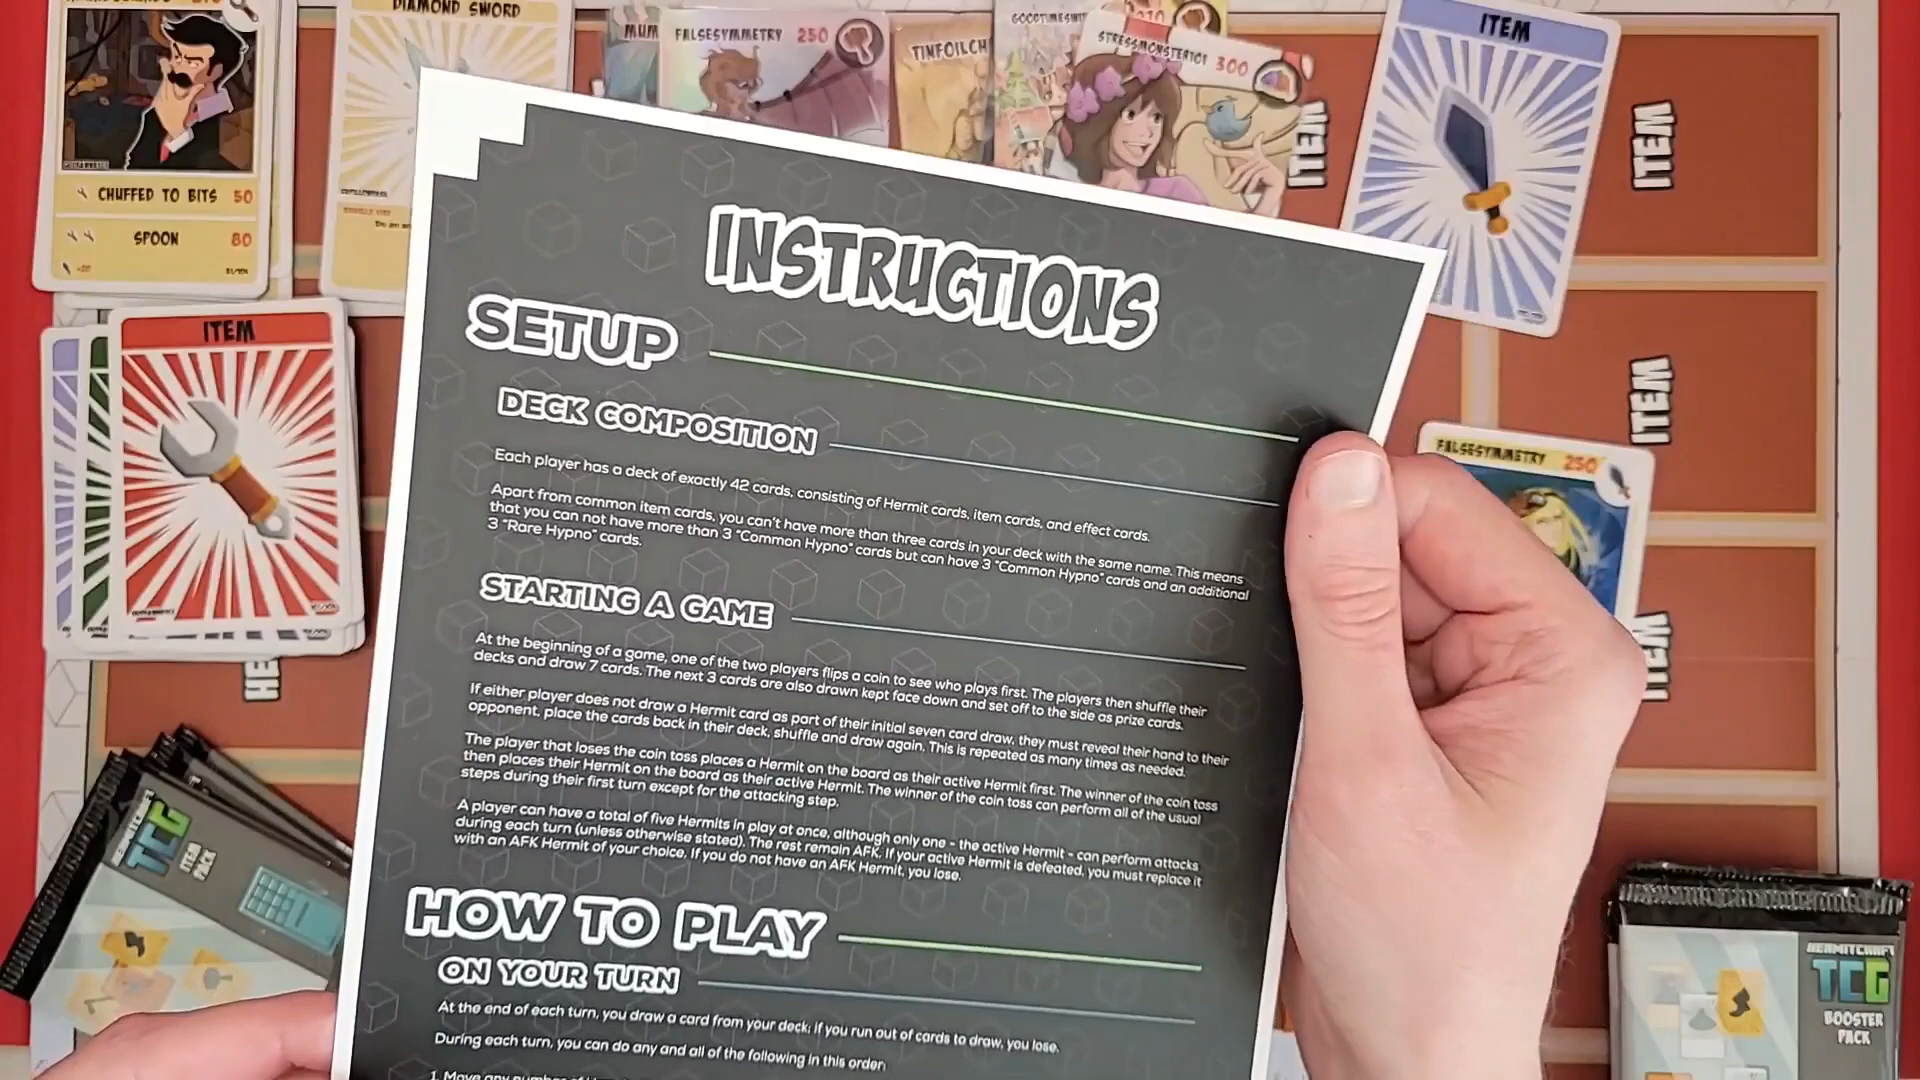 DIAMOND SWORD
MUM
FALSESYMMETRY 250
TINFOILCH
STRESSMONSTER101 300
ITEM
CHUFFED TO BITS 50
SPOON 80
ITEM
ITEM
ITEM
ITEM
ITEM
ITEM
FALSESYMMETRY 250
HE
INSTRUCTIONS
SETUP
DECK COMPOSITION
Each player has a deck of exactly 42 cards, consisting of Hermit cards, item cards, and effect cards.
Apart from common item cards, you can't have more than three cards in your deck with the same name. This means
that you can not have more than 3 "Common Hypno" cards but can have 3 "Common Hypno" cards and an additional
3 "Rare Hypno" cards.
STARTING A GAME
At the beginning of a game, one of the two players flips a coin to see who plays first. The players then shuffle their
decks and draw 7 cards. The next 3 cards are also drawn kept face down and set off to the side as prize cards.
If either player does not draw a Hermit card as part of their initial seven card draw, they must reveal their hand to their
opponent, place the cards back in their deck, shuffle and draw again. This is repeated as many times as needed.
The player that loses the coin toss places a Hermit on the board as their active Hermit first. The winner of the coin toss
then places their Hermit on the board as their active Hermit. The winner of the coin toss can perform all of the usual
steps during their first turn except for the attacking step.
A player can have a total of five Hermits in play at once, although only one - the active Hermit - can perform attacks
during each turn (unless otherwise stated). The rest remain AFK. If your active Hermit is defeated, you must replace it
with an AFK Hermit of your choice. If you do not have an AFK Hermit, you lose.
HOW TO PLAY
ON YOUR TURN
At the end of each turn, you draw a card from your deck; if you run out of cards to draw, you lose.
During each turn, you can do any and all of the following in this order:
1. Move any number of
HERMITCRAFT
TCG
ITEM
PACK
HERMITCRAFT
TCG
BOOSTER
PACK